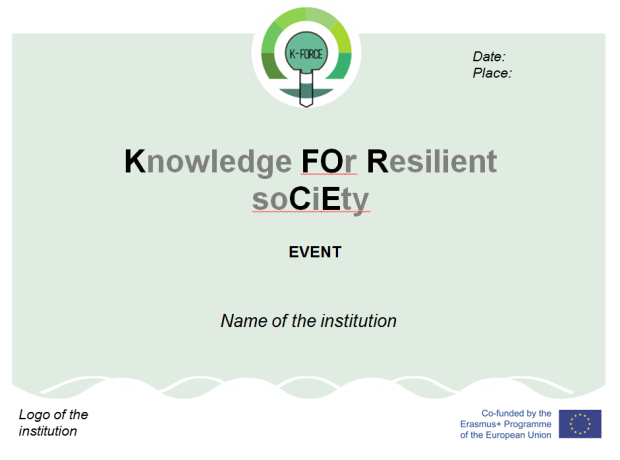 K-FORCE
Date:
Place:
Knowledge FOr Resilient
soCiEty
EVENT
Name of the institution
Logo of the
institution
Co-funded by the
Erasmus+ Programme
of the European Union